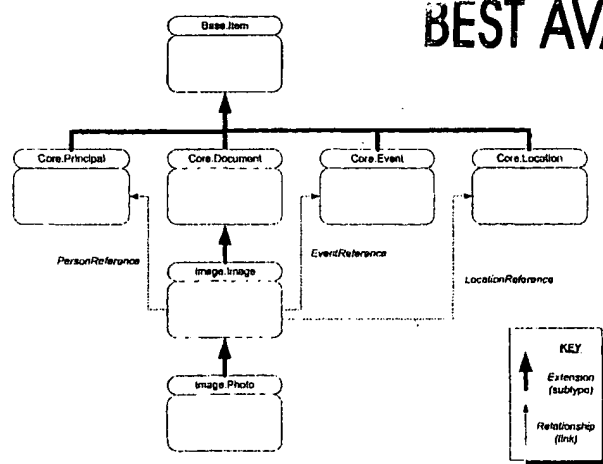 BEST AVA
Base.Item
Core.Principal
Core.Document
Core.Event
Core.Location
PersonReference
EventReference
LocationReference
Image.Image
Image.Photo
KEY
Extension
(subtype)
Relationship
(link)